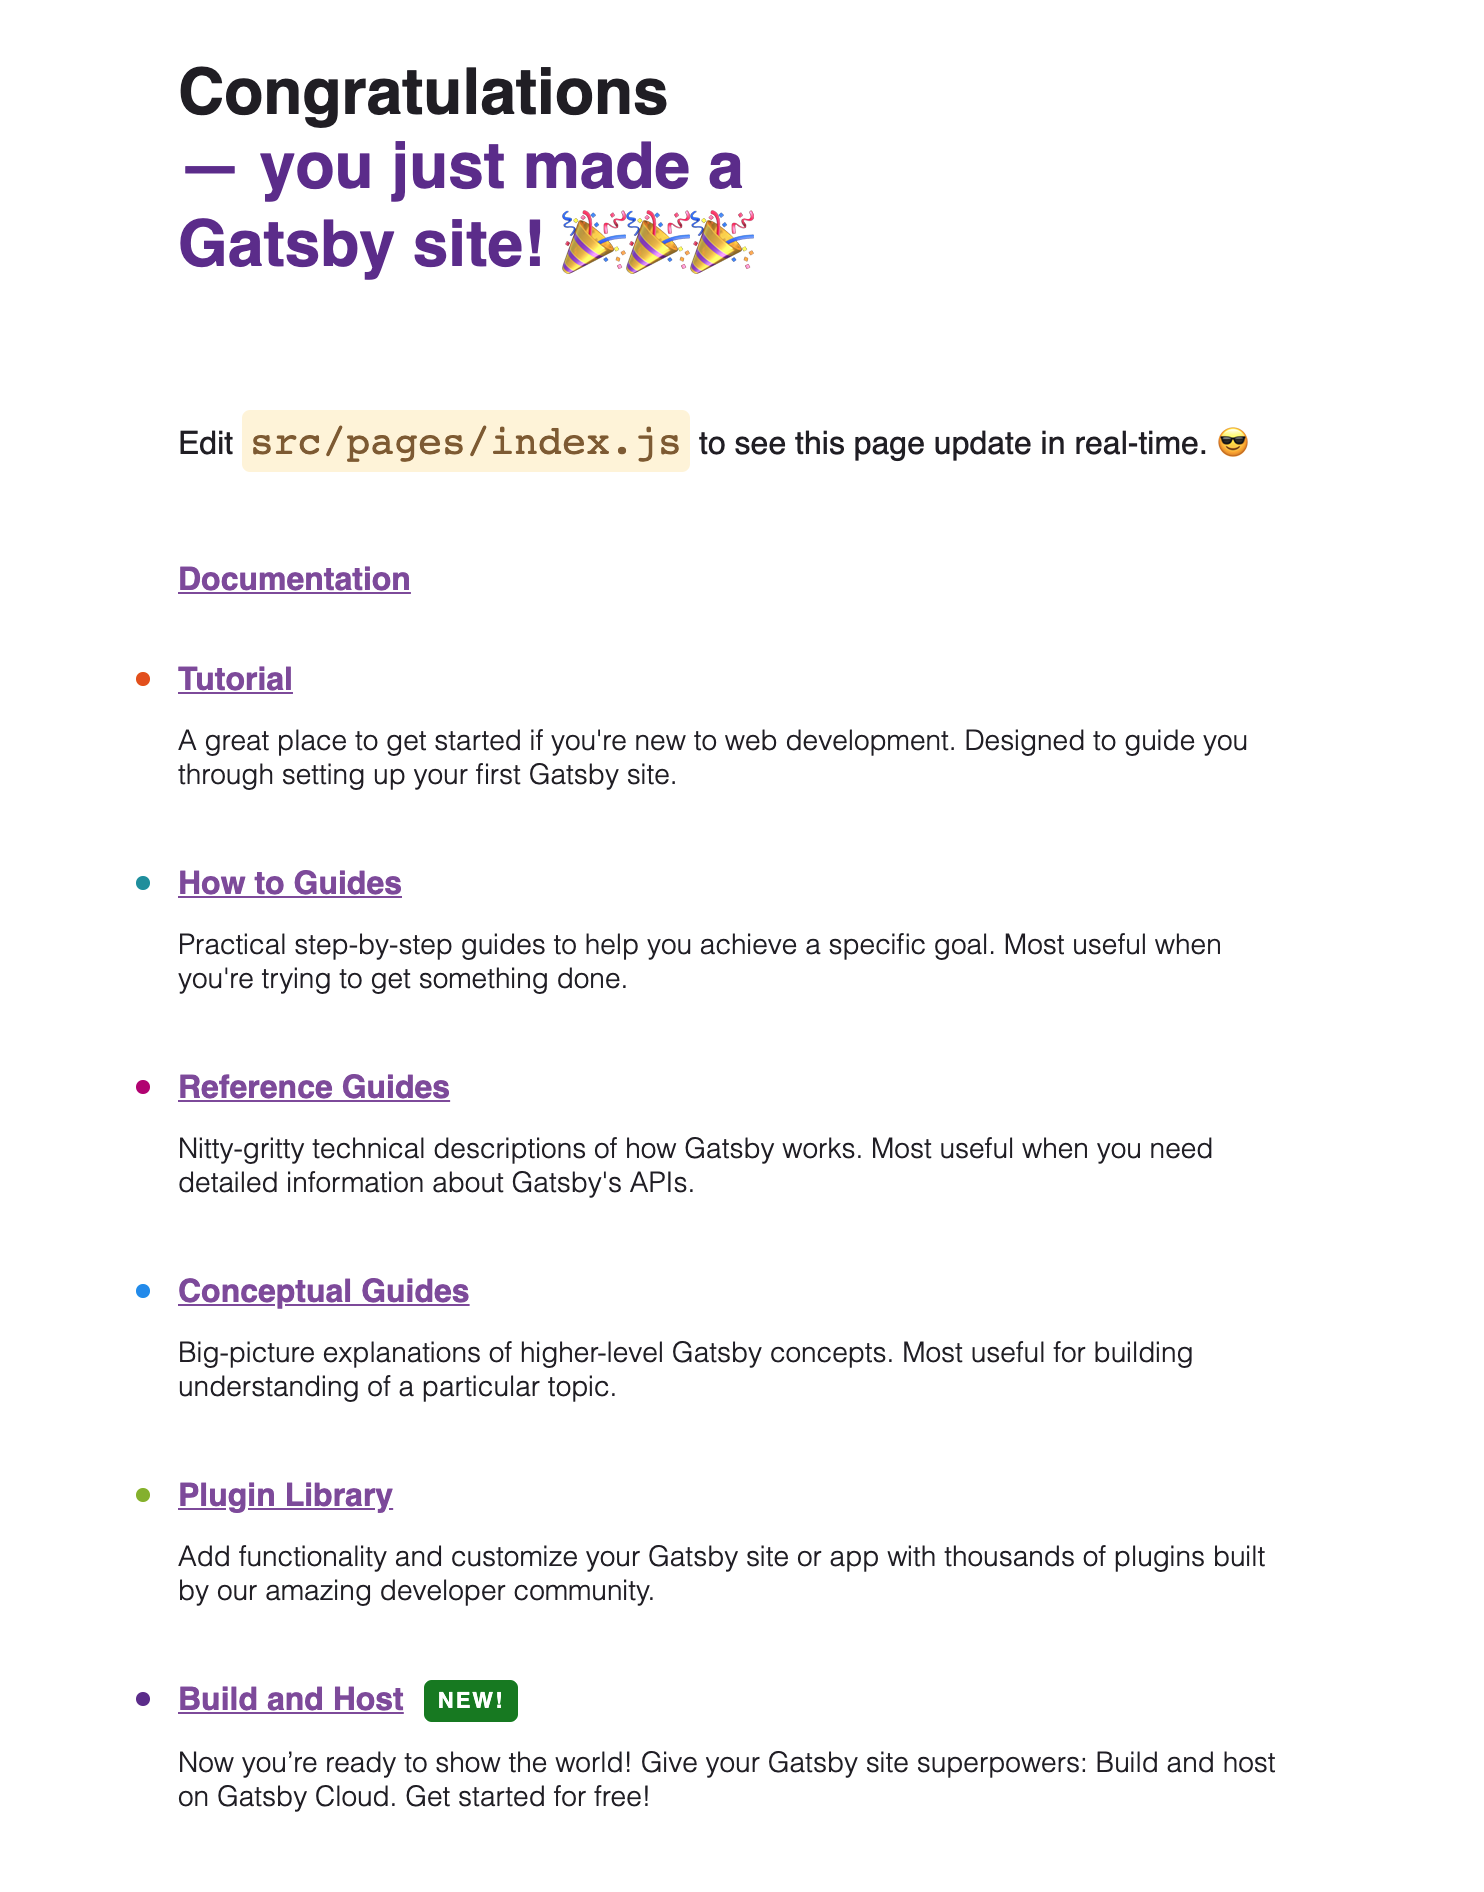 Congratulations
— you just made a
Gatsby site! 🎉🎉🎉
Edit src/pages/index.js to see this page update in real-time. 😎
Documentation
Tutorial
A great place to get started if you're new to web development. Designed to guide you
through setting up your first Gatsby site.
How to Guides
Practical step-by-step guides to help you achieve a specific goal. Most useful when
you're trying to get something done.
Reference Guides
Nitty-gritty technical descriptions of how Gatsby works. Most useful when you need
detailed information about Gatsby's APIs.
Conceptual Guides
Big-picture explanations of higher-level Gatsby concepts. Most useful for building
understanding of a particular topic.
Plugin Library
Add functionality and customize your Gatsby site or app with thousands of plugins built
by our amazing developer community.
Build and Host NEW!
Now you’re ready to show the world! Give your Gatsby site superpowers: Build and host
on Gatsby Cloud. Get started for free!